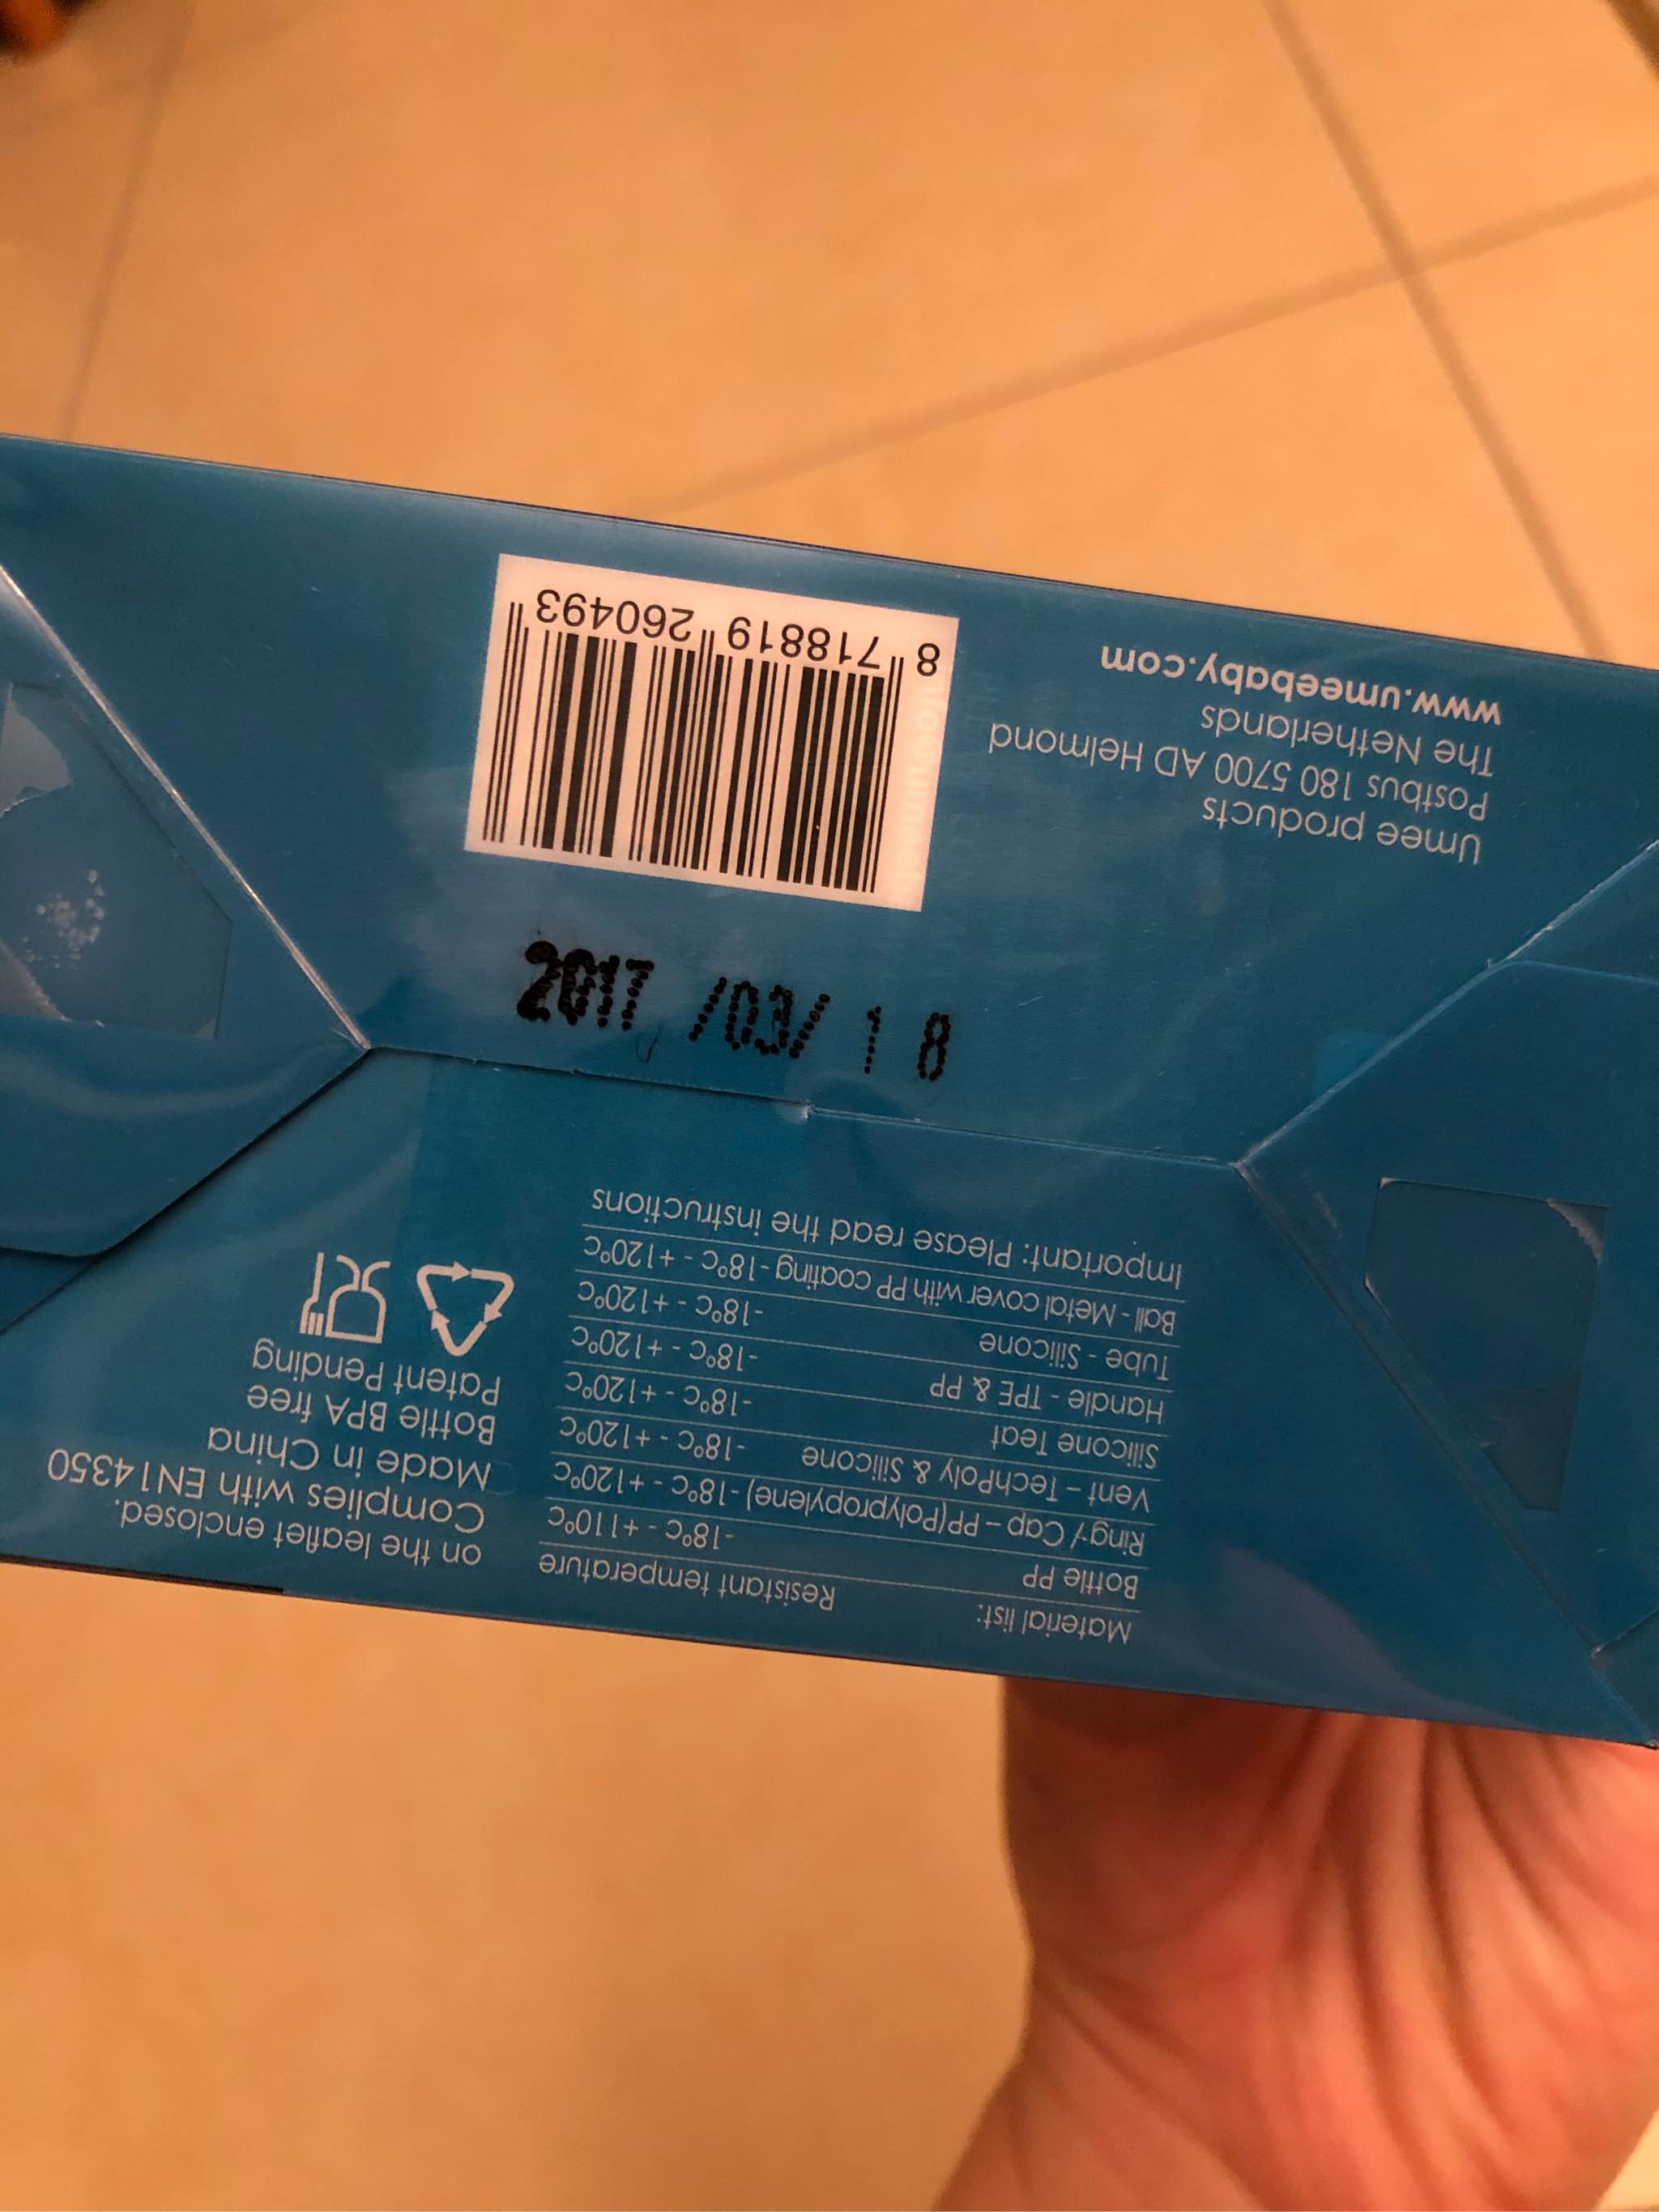 Material list: Resistant temperature
Bottle PP -18°C - +110°C
Ring / Cap – PP(Polypropylene) -18°C - +120°C
Vent – TechPoly & Silicone -18°C - +120°C
Silicone Teat -18°C - +120°C
Handle - TPE & PP -18°C - +120°C
Tube - Silicone -18°C - +120°C
Ball - Metal cover with PP coating -18°C - +120°C
Important: Please read the instructions
on the leaflet enclosed.
Complies with EN14350
Made in China
Bottle BPA free
Patent Pending
2017 /03/ 18
Umee products
Postbus 180 5700 AD Helmond
The Netherlands
www.umeebaby.com
8 718819 260493